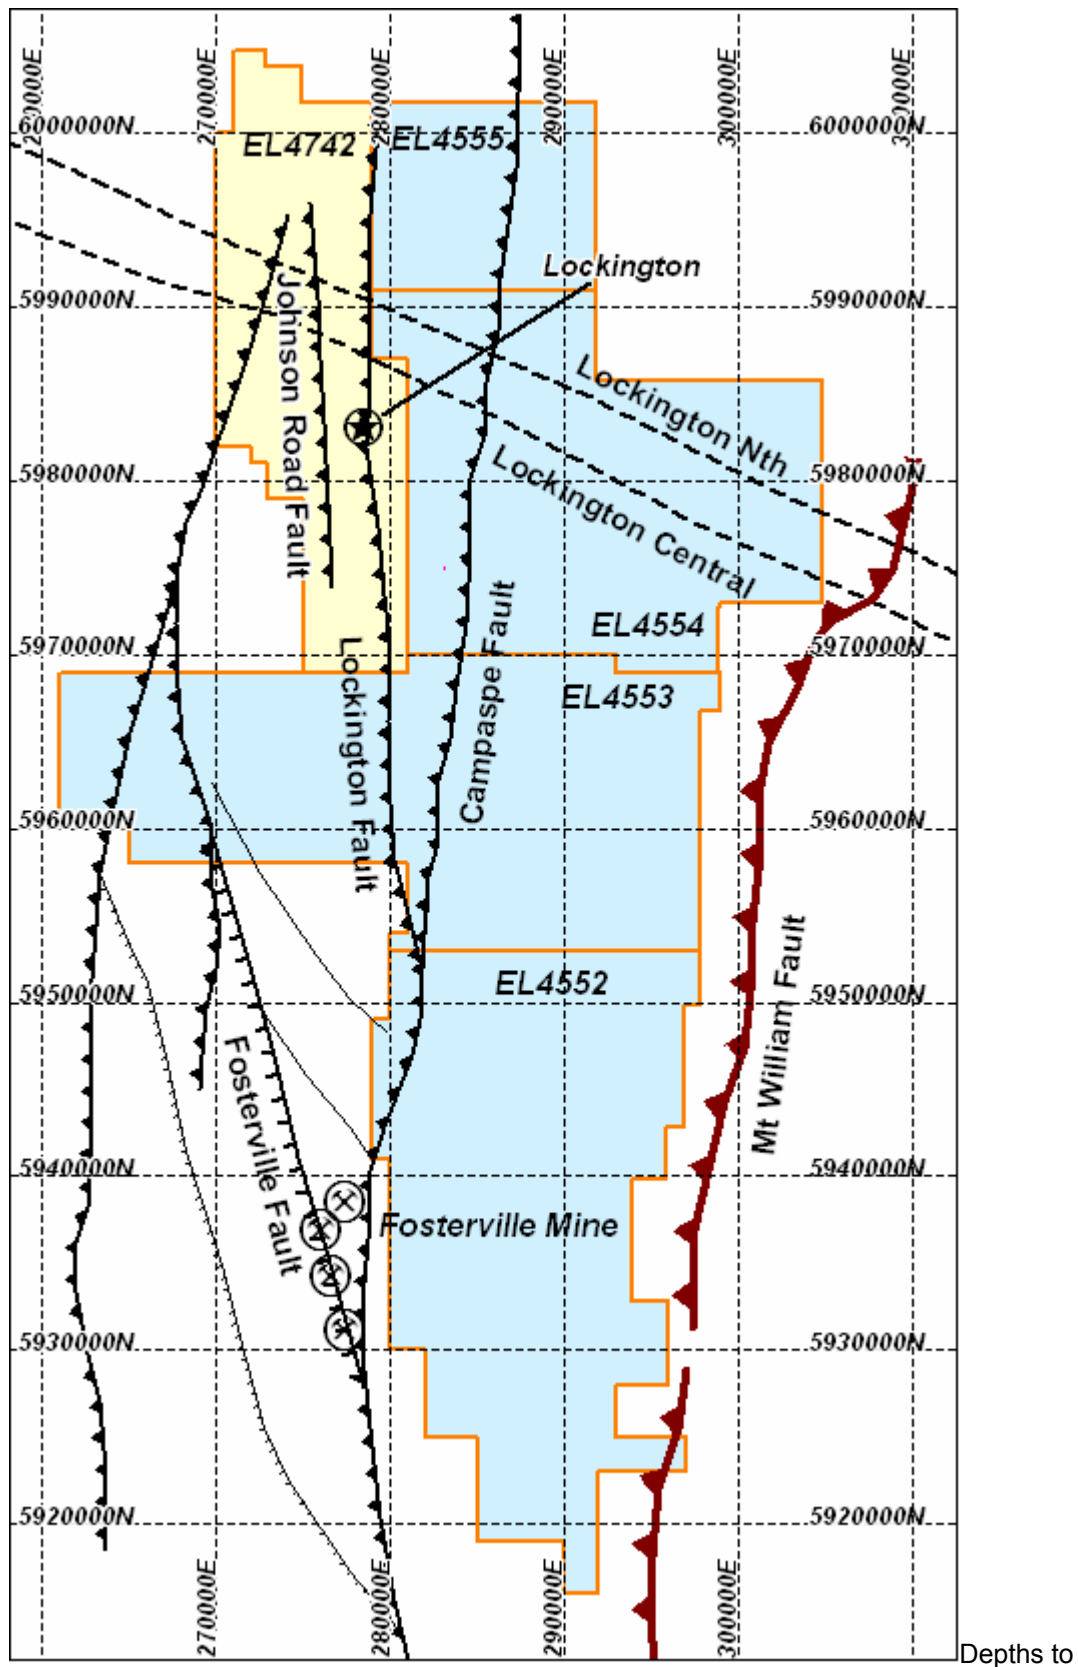 260000E
270000E
280000E
290000E
300000E
310000E
6000000N
6000000N
EL4742
EL4555
Lockington
5990000N
5990000N
Johnson Road Fault
Lockington Nth
5980000N
5980000N
Lockington Central
EL4554
5970000N
5970000N
Lockington Fault
Campaspe Fault
EL4553
5960000N
5960000N
EL4552
5950000N
5950000N
Fosterville Fault
Mt William Fault
5940000N
5940000N
Fosterville Mine
5930000N
5930000N
5920000N
5920000N
270000E
280000E
290000E
300000E
Depths to